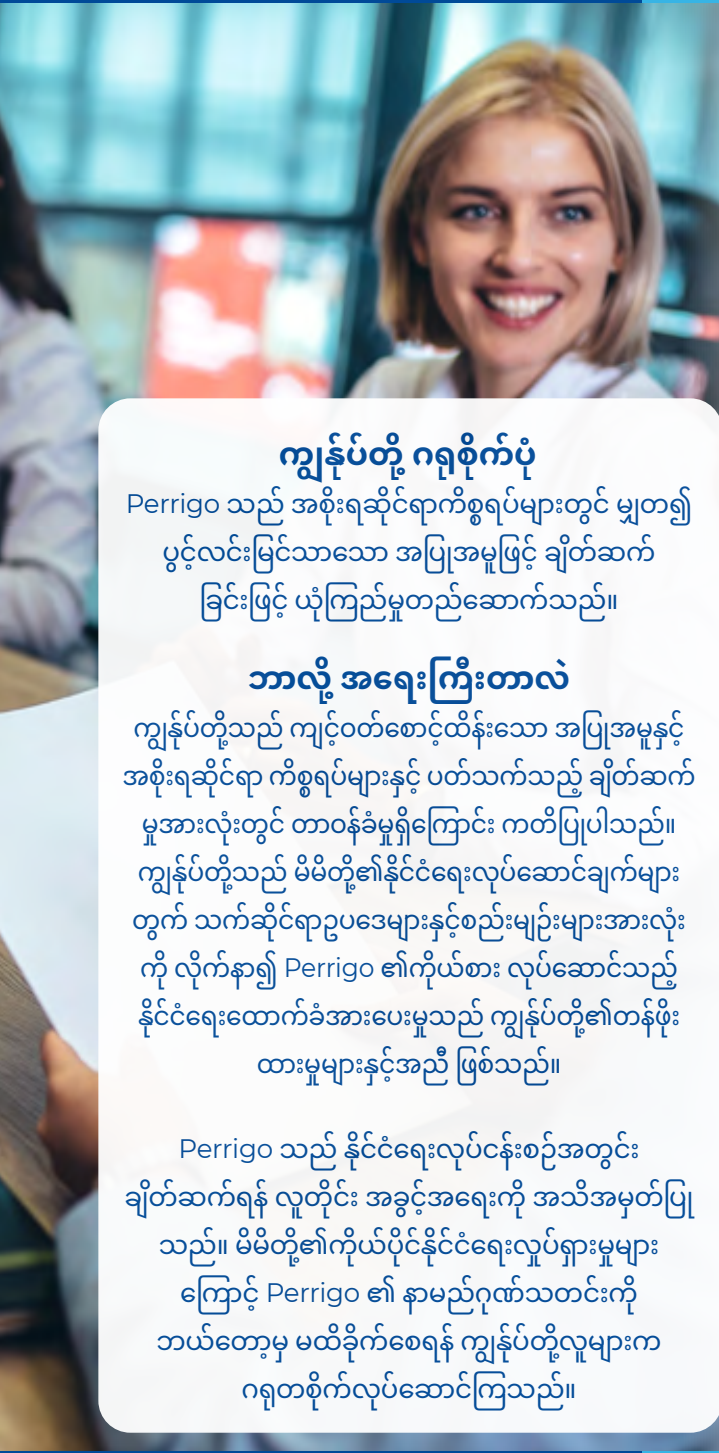 ကျွန်ုပ်တို့ ဂရုစိုက်ပုံ
Perrigo သည် အစိုးရဆိုင်ရာကိစ္စရပ်များတွင် မျှတ၍
ပွင့်လင်းမြင်သာသော အပြုအမူဖြင့် ချိတ်ဆက်
ခြင်းဖြင့် ယုံကြည်မှုတည်ဆောက်သည်။
ဘာလို့ အရေးကြီးတာလဲ
ကျွန်ုပ်တို့သည် ကျင့်ဝတ်စောင့်ထိန်းသော အပြုအမူနှင့်
အစိုးရဆိုင်ရာ ကိစ္စရပ်များနှင့် ပတ်သက်သည့် ချိတ်ဆက်
မှုအားလုံးတွင် တာဝန်ခံမှုရှိကြောင်း ကတိပြုပါသည်။
ကျွန်ုပ်တို့သည် မိမိတို့၏နိုင်ငံရေးလုပ်ဆောင်ချက်များ
တွက် သက်ဆိုင်ရာဥပဒေများနှင့်စည်းမျဉ်းများအားလုံး
ကို လိုက်နာ၍ Perrigo ၏ကိုယ်စား လုပ်ဆောင်သည့်
နိုင်ငံရေးထောက်ခံအားပေးမှုသည် ကျွန်ုပ်တို့၏တန်ဖိုး
ထားမှုများနှင့်အညီ ဖြစ်သည်။
Perrigo သည် နိုင်ငံရေးလုပ်ငန်းစဉ်အတွင်း
ချိတ်ဆက်ရန် လူတိုင်း အခွင့်အရေးကို အသိအမှတ်ပြု
သည်။ မိမိတို့၏ကိုယ်ပိုင်နိုင်ငံရေးလှုပ်ရှားမှုများ
ကြောင့် Perrigo ၏ နာမည်ဂုဏ်သတင်းကို
ဘယ်တော့မှ မထိခိုက်စေရန် ကျွန်ုပ်တို့လူများက
ဂရုတစိုက်လုပ်ဆောင်ကြသည်။